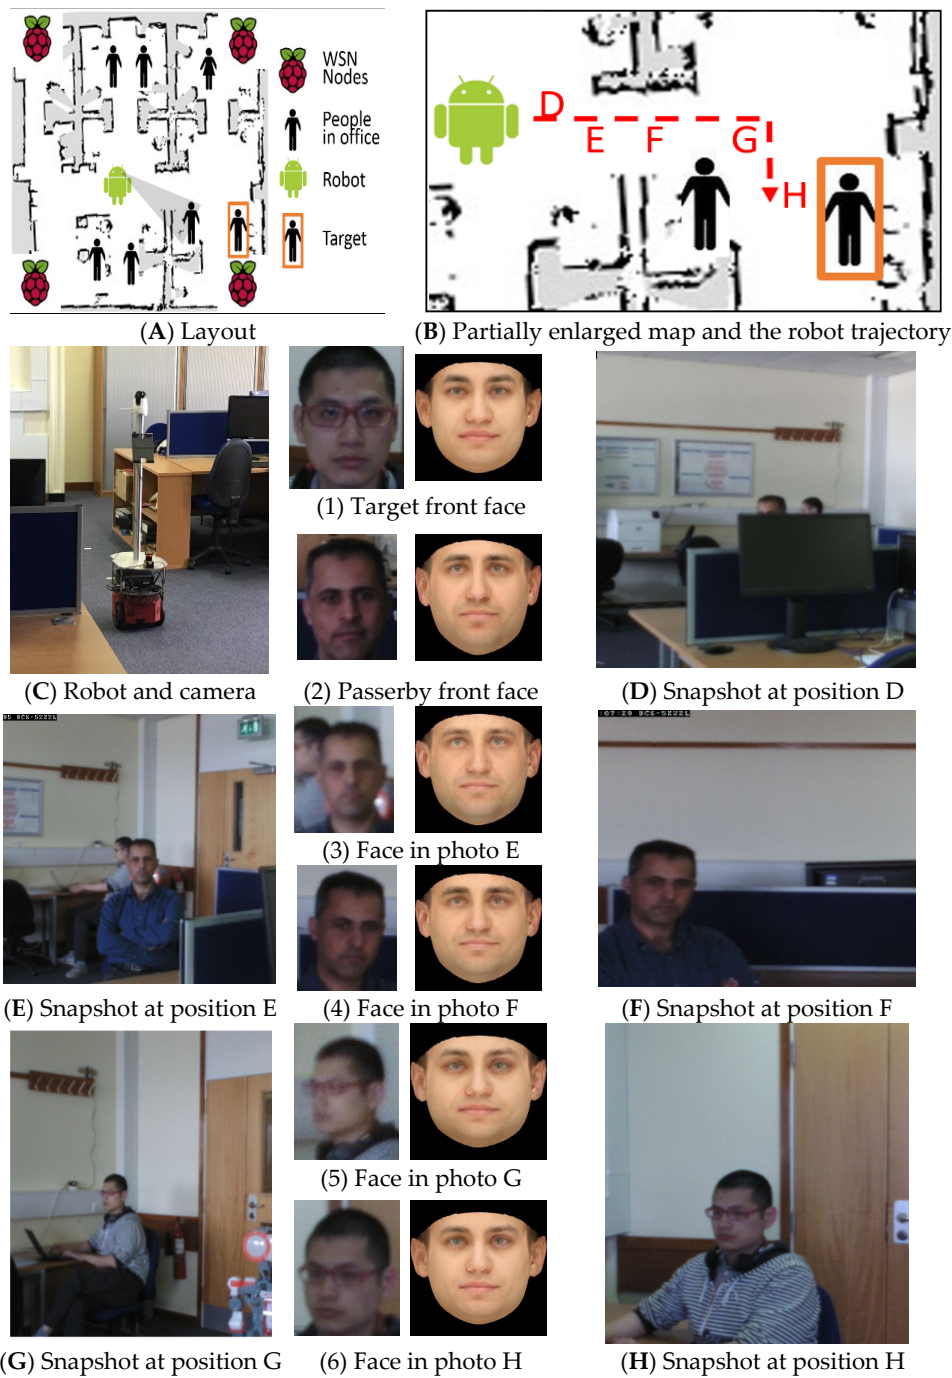 WSN
Nodes
People
in office
Robot
Target
D
E
F
G
H
(A) Layout
(B) Partially enlarged map and the robot trajectory
(1) Target front face
(C) Robot and camera
(2) Passerby front face
(D) Snapshot at position D
(3) Face in photo E
(E) Snapshot at position E
(4) Face in photo F
(F) Snapshot at position F
(5) Face in photo G
(G) Snapshot at position G
(6) Face in photo H
(H) Snapshot at position H